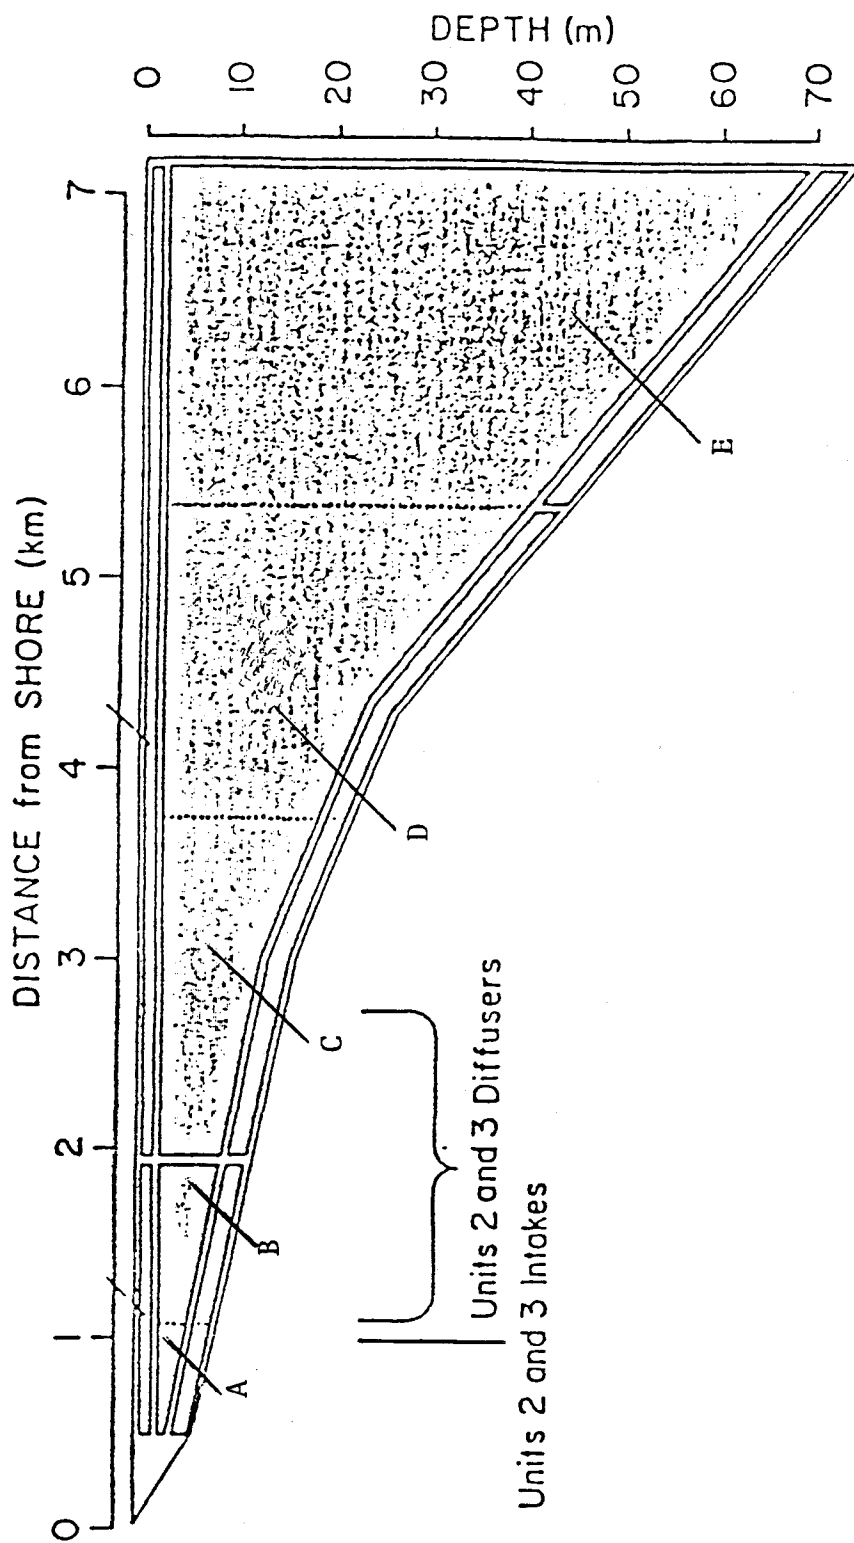 DISTANCE from SHORE (km)
0 1 2 3 4 5 6 7
DEPTH (m)
0
10
20
30
40
50
60
70
A
B
C
D
E
Units 2 and 3 Diffusers
Units 2 and 3 Intakes